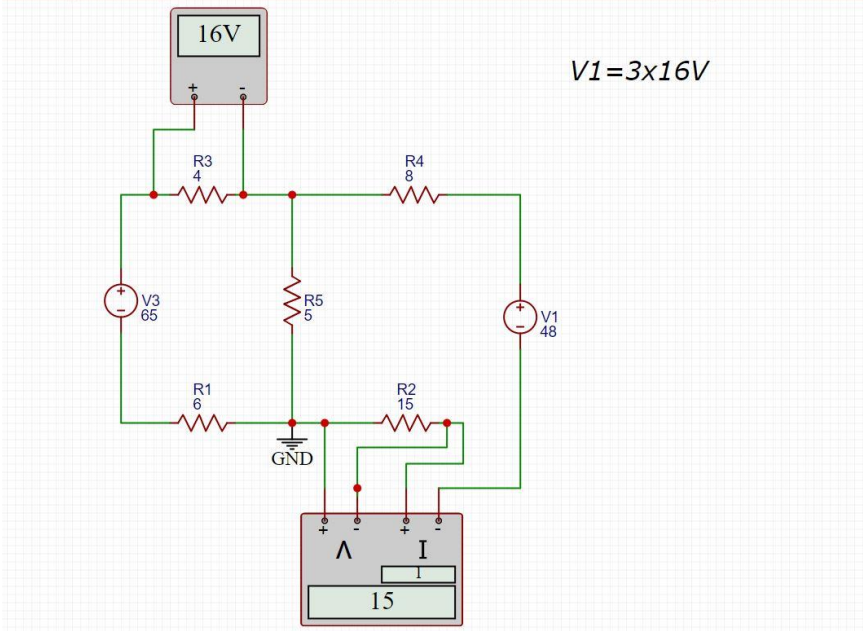 16V
V1=3x16V
+ -
R3
4
R4
8
+
-
V3
65
R5
5
+
-
V1
48
R1
6
R2
15
GND
+ - + -
V I
1
15